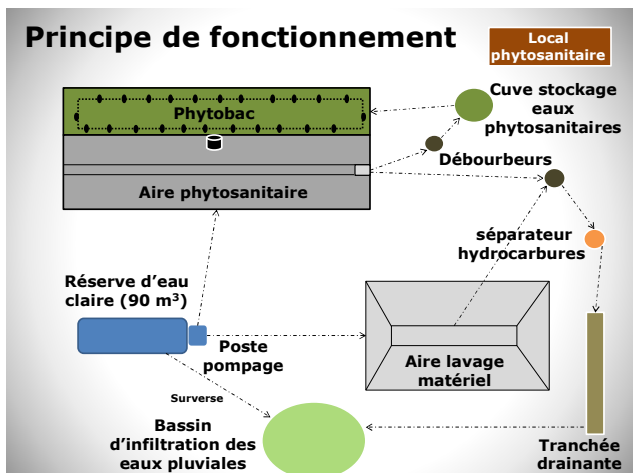 Principe de fonctionnement
Local
phytosanitaire
Phytobac
Cuve stockage
eaux
phytosanitaires
Débourbeurs
Aire phytosanitaire
séparateur
hydrocarbures
Réserve d'eau
claire (90 m³)
Poste
pompage
Aire lavage
matériel
Surverse
Bassin
d'infiltration des
eaux pluviales
Tranchée
drainante